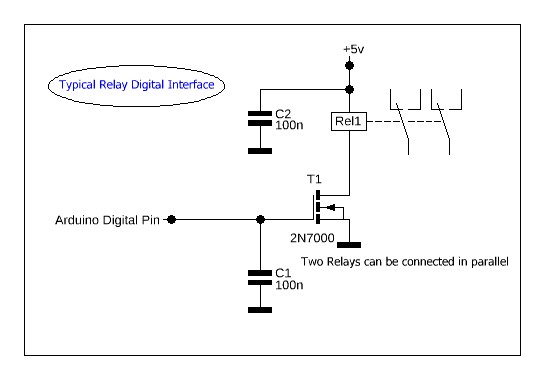 +5v
Typical Relay Digital Interface
C2
100n
Rel1
T1
Arduino Digital Pin
2N7000
Two Relays can be connected in parallel
C1
100n